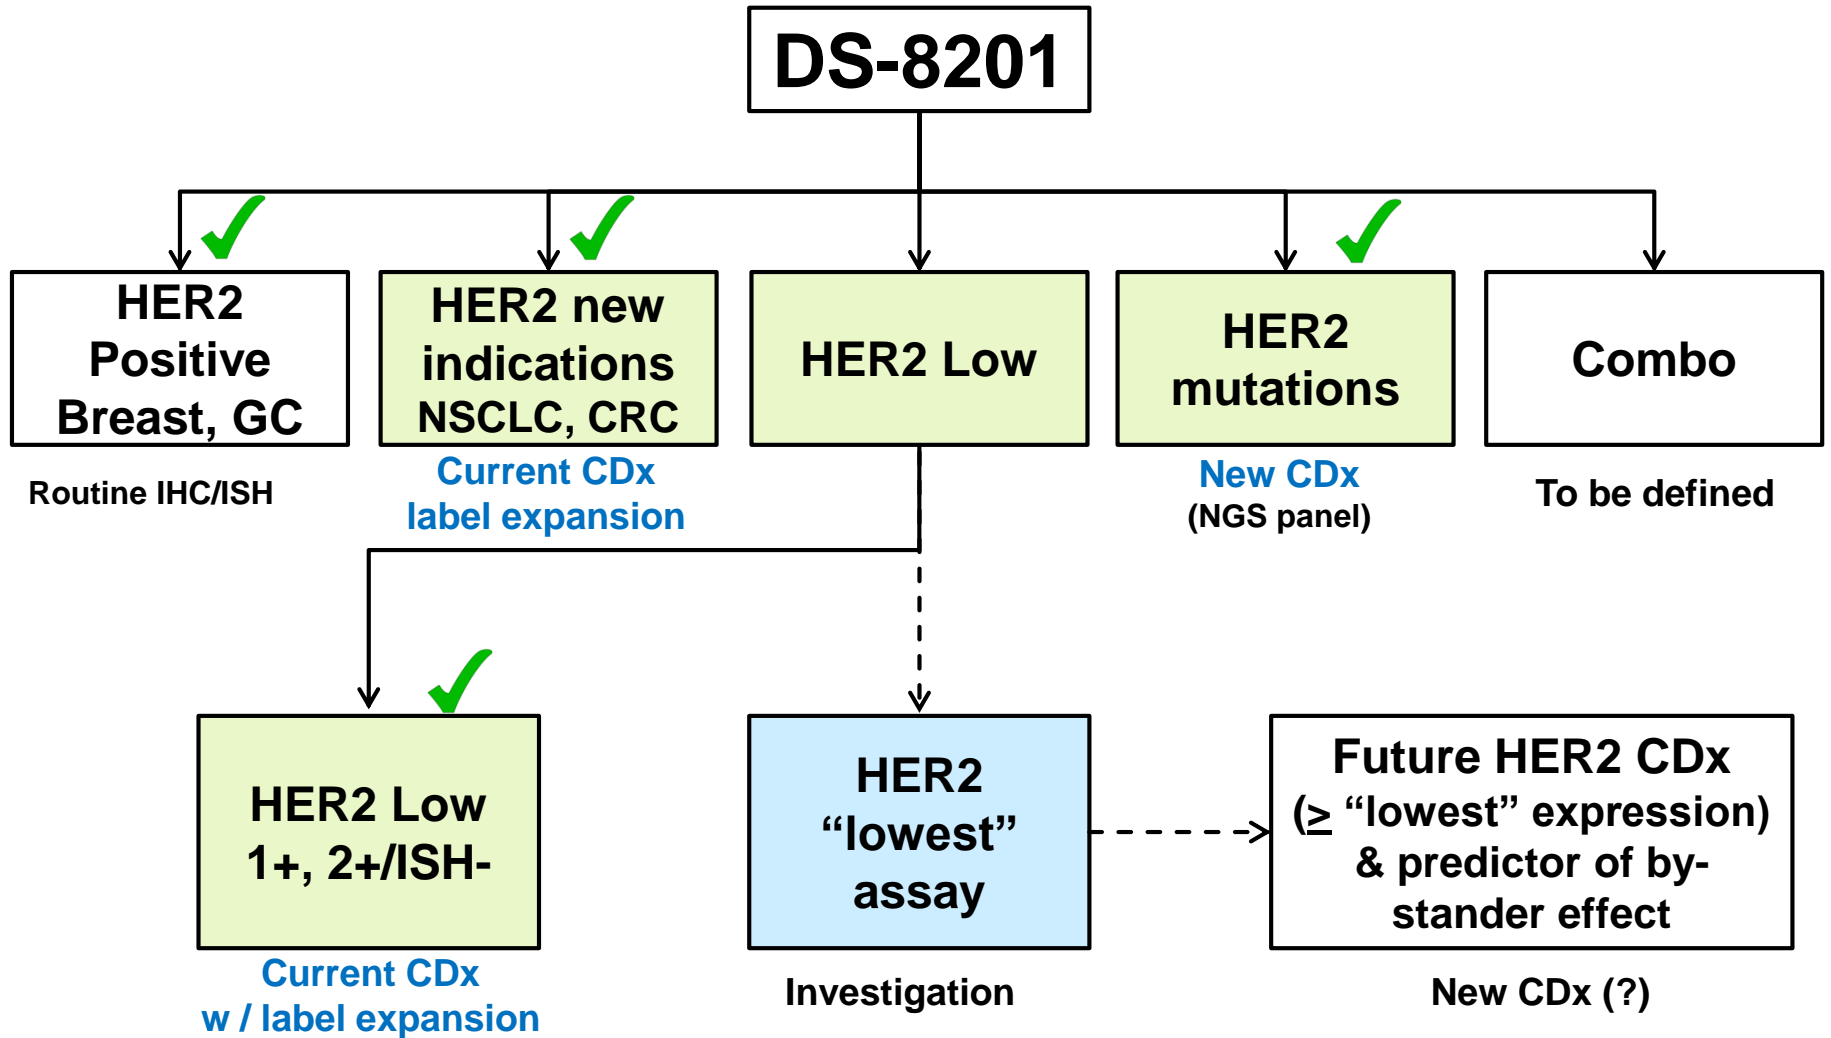 DS-8201
HER2
Positive
Breast, GC
Routine IHC/ISH
HER2 new
indications
NSCLC, CRC
Current CDx
label expansion
HER2 Low
HER2
mutations
New CDx
(NGS panel)
Combo
To be defined
HER2 Low
1+, 2+/ISH-
Current CDx
w / label expansion
HER2
“lowest”
assay
Investigation
Future HER2 CDx
(≥ “lowest” expression)
& predictor of by-
stander effect
New CDx (?)